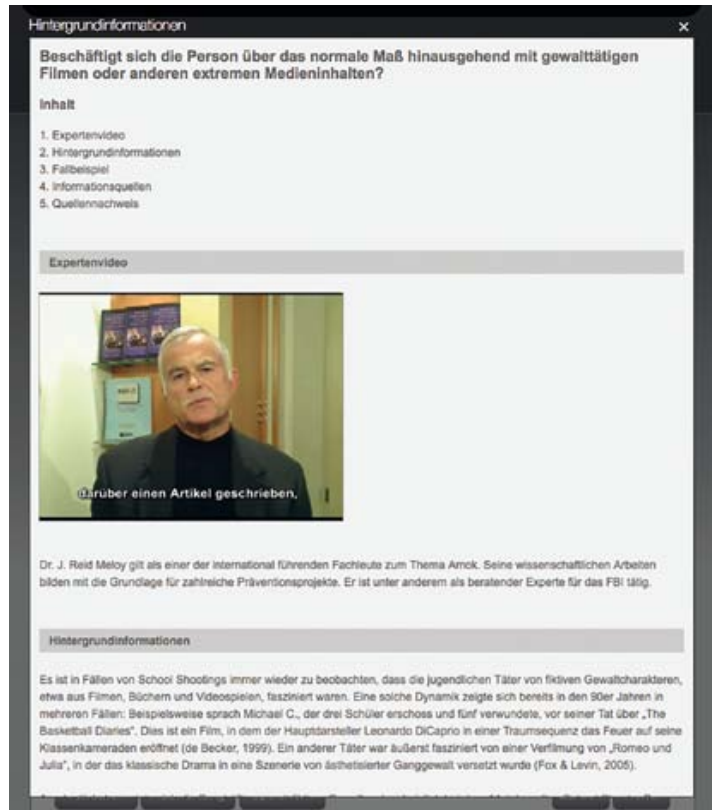 Hintergrundinformationen ×
Beschäftigt sich die Person über das normale Maß hinausgehend mit gewalttätigen
Filmen oder anderen extremen Medieninhalten?
Inhalt
1. Expertenvideo
2. Hintergrundinformationen
3. Fallbeispiel
4. Informationsquellen
5. Quellennachweis
Expertenvideo
darüber einen Artikel geschrieben,
Dr. J. Reid Meloy gilt als einer der international führenden Fachleute zum Thema Amok. Seine wissenschaftlichen Arbeiten
bilden mit die Grundlage für zahlreiche Präventionsprojekte. Er ist unter anderem als beratender Experte für das FBI tätig.
Hintergrundinformationen
Es ist in Fällen von School Shootings immer wieder zu beobachten, dass die jugendlichen Täter von fiktiven Gewaltcharakteren,
etwa aus Filmen, Büchern und Videospielen, fasziniert waren. Eine solche Dynamik zeigte sich bereits in den 90er Jahren in
mehreren Fällen: Beispielsweise sprach Michael C., der drei Schüler erschoss und fünf verwundete, vor seiner Tat über „The
Basketball Diaries“. Dies ist ein Film, in dem der Hauptdarsteller Leonardo DiCaprio in einer Traumsequenz das Feuer auf seine
Klassenkameraden eröffnet (de Becker, 1999). Ein anderer Täter war äußerst fasziniert von einer Verfilmung von „Romeo und
Julia“, in der das klassische Drama in eine Szenerie von ästhetisierter Ganggewalt versetzt wurde (Fox & Levin, 2005).